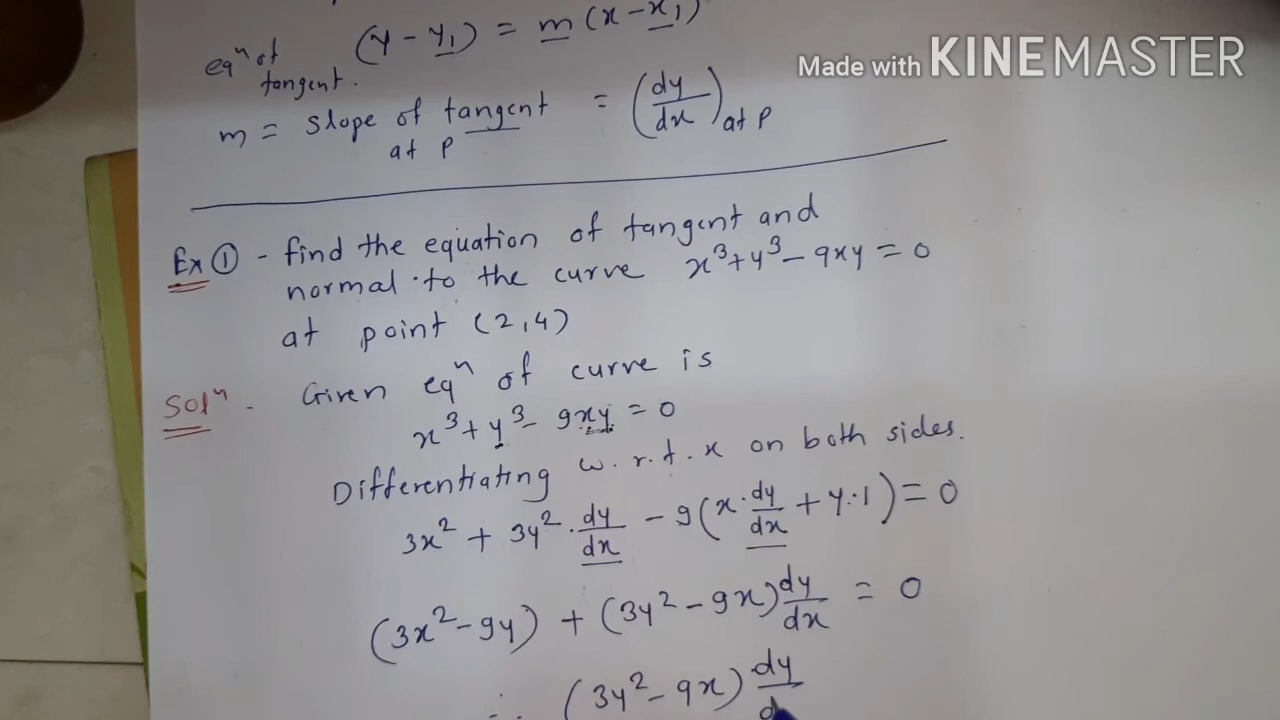 Made with KINEMASTER
eqⁿ of tangent. (y - y₁) = m (x - x₁)
m = slope of tangent at P = (dy/dx) at P
Ex ① - find the equation of tangent and
normal to the curve x³+y³-9xy=0
at point (2,4)
Solⁿ - Given eqⁿ of curve is
x³+y³-9xy=0
Differentiating w.r.t.x on both sides.
3x² + 3y² · dy/dx - 9(x· dy/dx + y·1) = 0
(3x²-9y) + (3y²-9x) dy/dx = 0
∴ (3y²-9x) dy/d